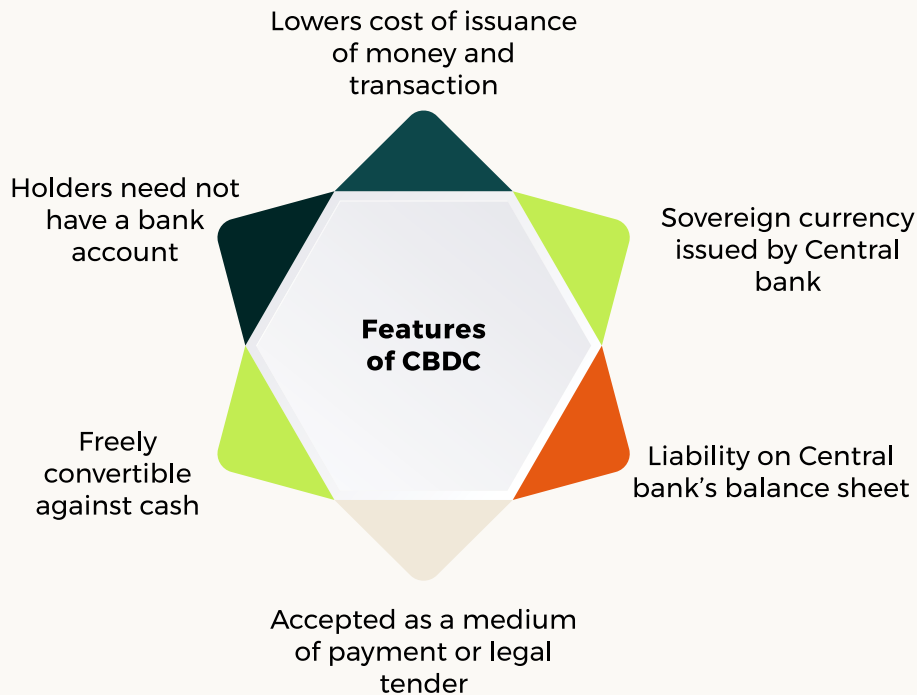 Lowers cost of issuance
of money and
transaction
Holders need not
have a bank
account
Sovereign currency
issued by Central
bank
Features
of CBDC
Freely
convertible
against cash
Liability on Central
bank’s balance sheet
Accepted as a medium
of payment or legal
tender